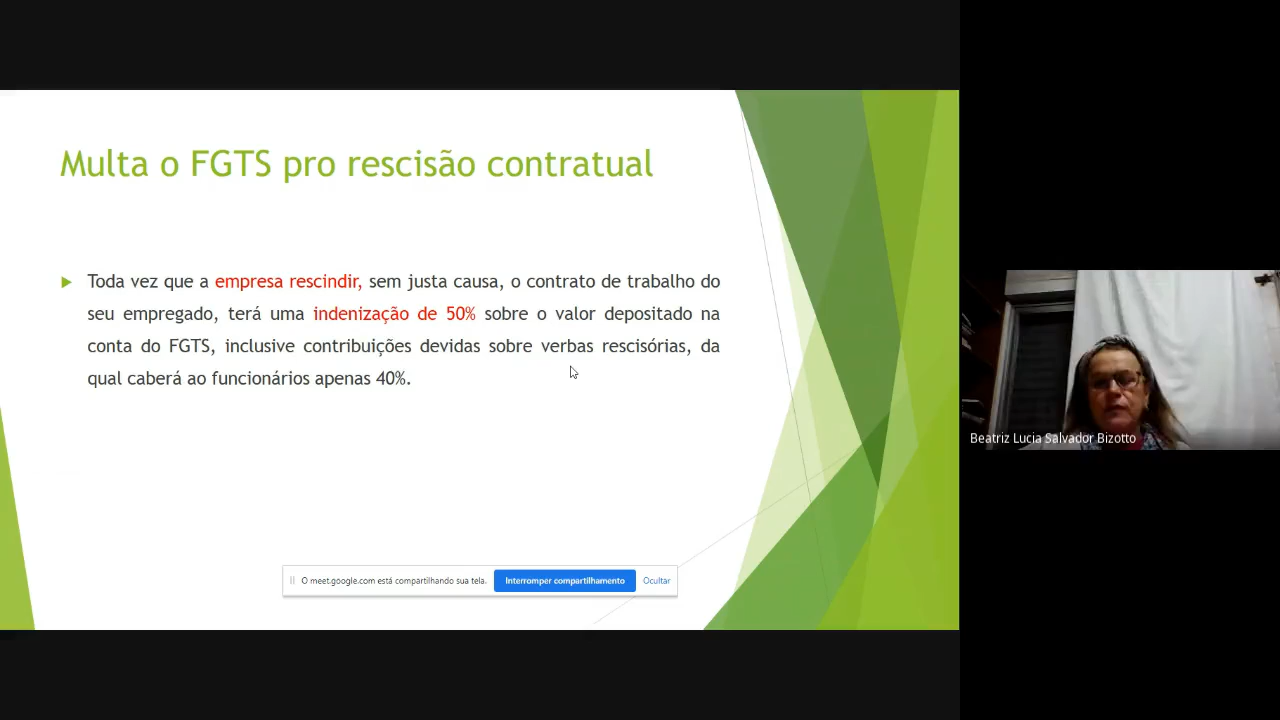 Multa o FGTS pro rescisão contratual
Toda vez que a empresa rescindir, sem justa causa, o contrato de trabalho do
seu empregado, terá uma indenização de 50% sobre o valor depositado na
conta do FGTS, inclusive contribuições devidas sobre verbas rescisórias, da
qual caberá ao funcionários apenas 40%.
Beatriz Lucia Salvador Bizotto
O meet.google.com está compartilhando sua tela. Interromper compartilhamento Ocultar